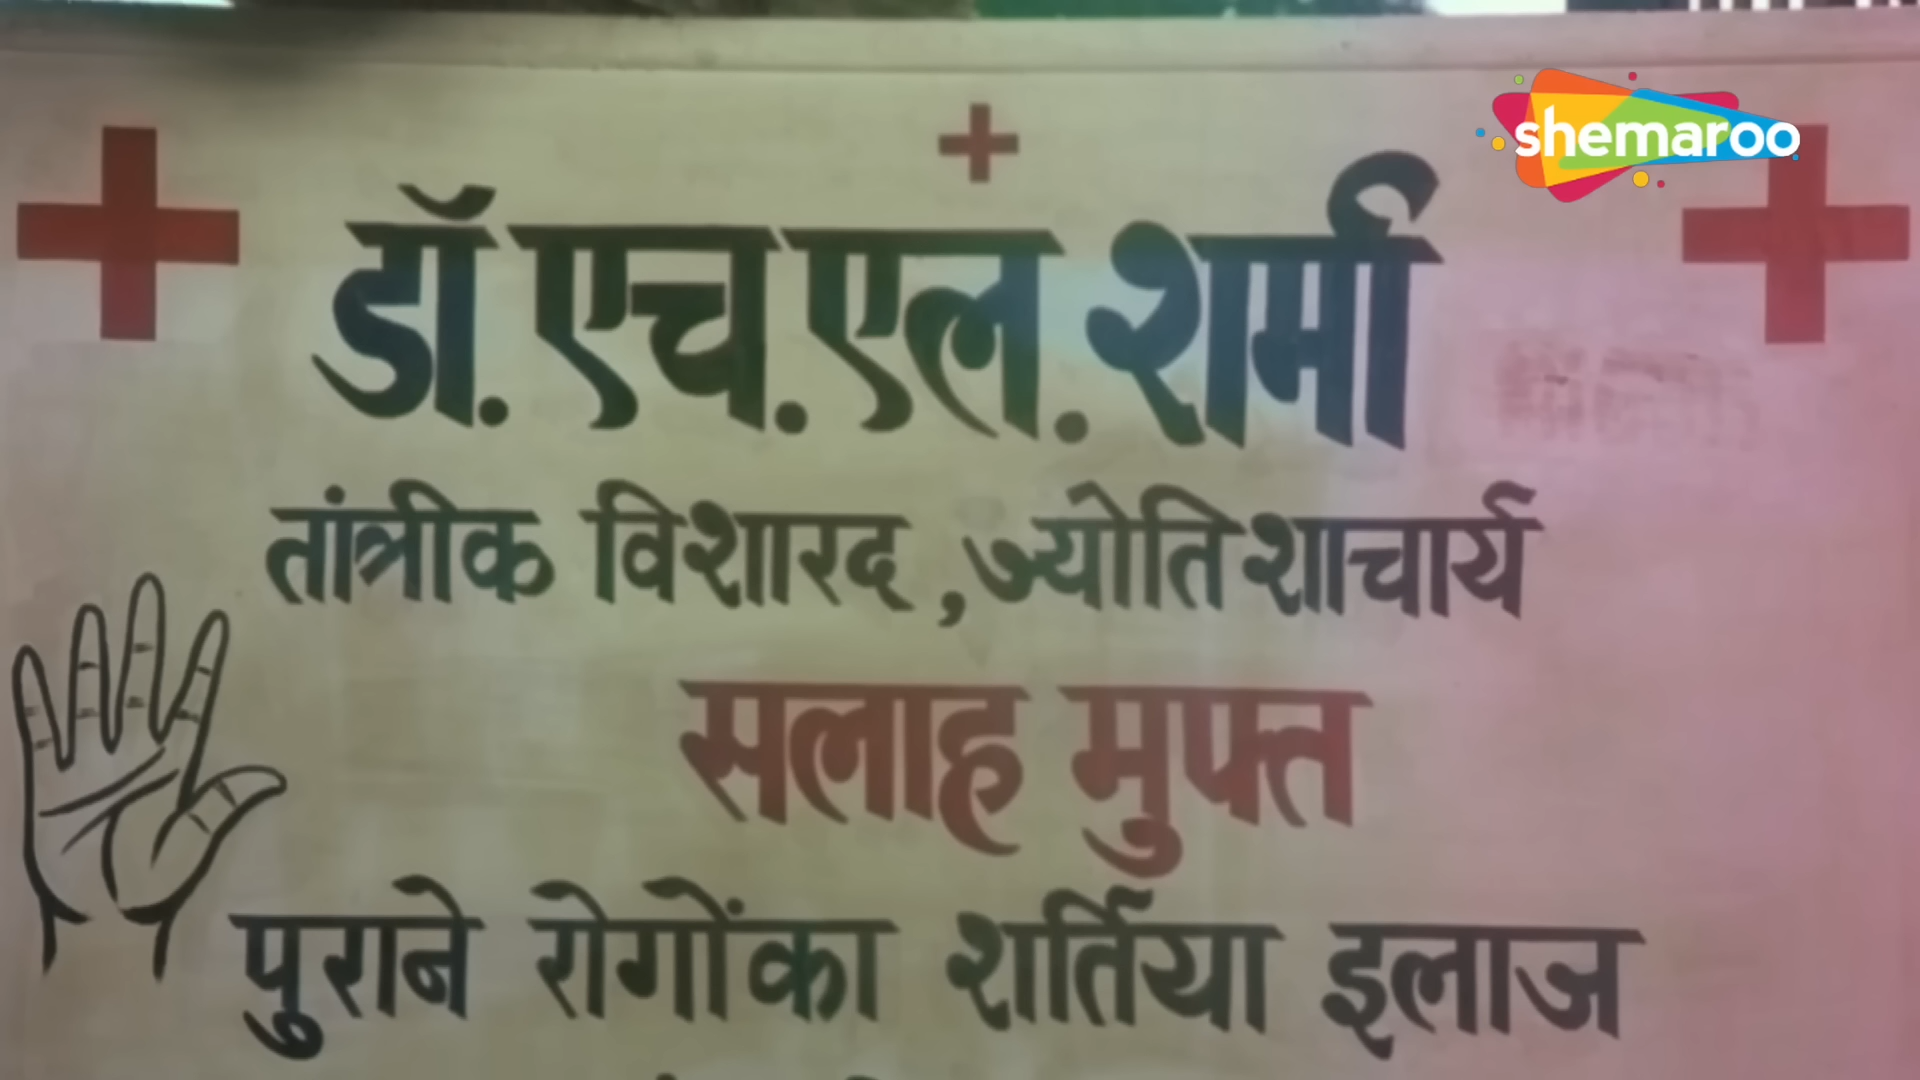 shemaroo
डॉ. एच. एल. शर्मा
तांत्रीक विशारद, ज्योतिशाचार्य
सलाह मुफ्त
पुराने रोगोंका शर्तिया इलाज